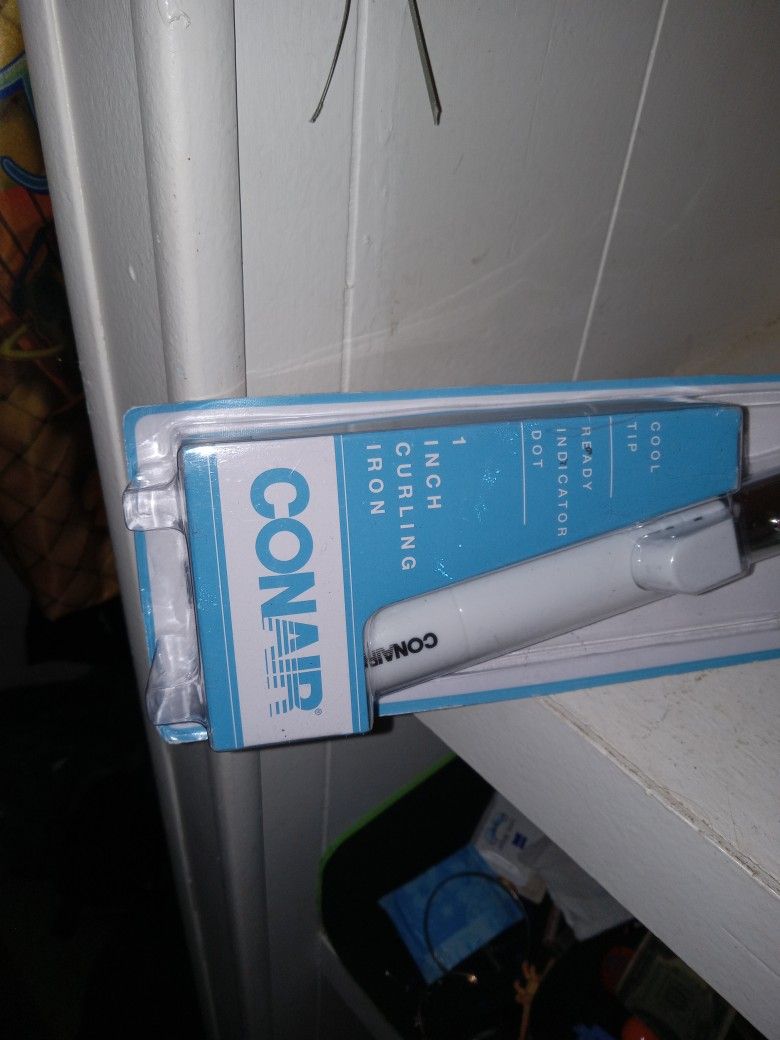 CONAIR®
1 INCH
CURLING
IRON
COOL
TIP
READY
INDICATOR
DOT
CONAIR